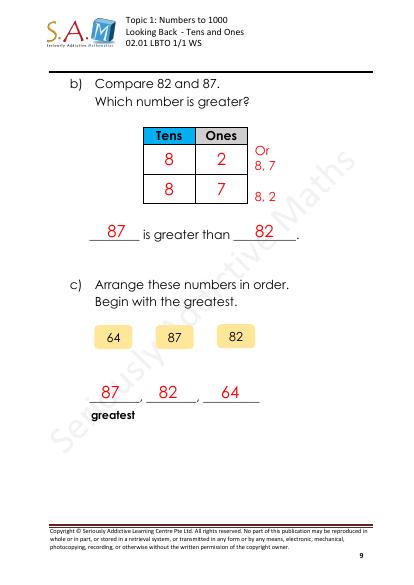 S.A.M
Seriously Addictive Mathematics
Topic 1: Numbers to 1000
Looking Back - Tens and Ones
02.01 LBTO 1/1 WS
b) Compare 82 and 87.
Which number is greater?
Tens Ones
8 2 Or
8, 7
8 7 8, 2
87 is greater than 82.
c) Arrange these numbers in order.
Begin with the greatest.
64 87 82
87, 82, 64
greatest
Seriously Addictive Maths
Copyright © Seriously Addictive Learning Centre Pte Ltd. All rights reserved. No part of this publication may be reproduced in
whole or in part, or stored in a retrieval system, or transmitted in any form or by any means, electronic, mechanical,
photocopying, recording, or otherwise without the written permission of the copyright owner.
9